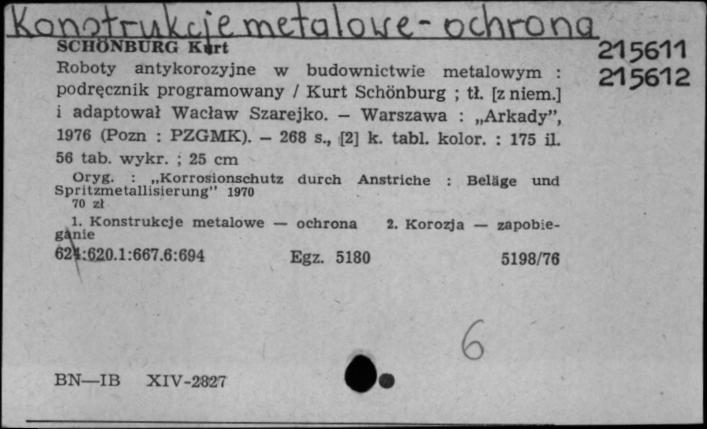 Konstrukcje metalowe - ochrona
SCHÖNBURG Kurt
215611
Roboty antykorozyjne w budownictwie metalowym :
215612
podręcznik programowany / Kurt Schönburg ; tł. [z niem.]
i adaptował Wacław Szarejko. — Warszawa : „Arkady”,
1976 (Pozn : PZGMK). — 268 s., [2] k. tabl. kolor. : 175 il.
56 tab. wykr. ; 25 cm
Oryg. : „Korrosionschutz durch Anstriche : Beläge und
Spritzmetallisierung” 1970
70 zł
1. Konstrukcje metalowe — ochrona 2. Korozja — zapobie-
ganie
624:620.1:667.6:694 Egz. 5180 5198/76
6
BN—IB XIV-2827